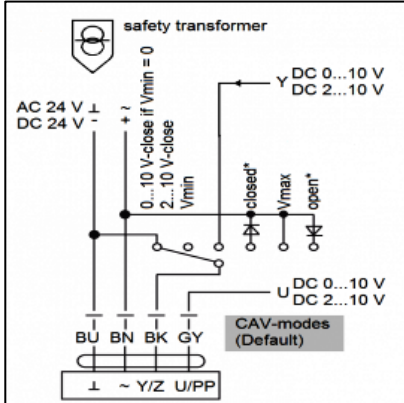 safety transformer
AC 24 V ⊥
DC 24 V -
+ ~
0...10 V-close if Vmin = 0
2...10 V-close
Vmin
Y DC 0...10 V
DC 2...10 V
closed*
Vmax
open*
U DC 0...10 V
DC 2...10 V
CAV-modes
(Default)
BU BN BK GY
⊥ ~ Y/Z U/PP